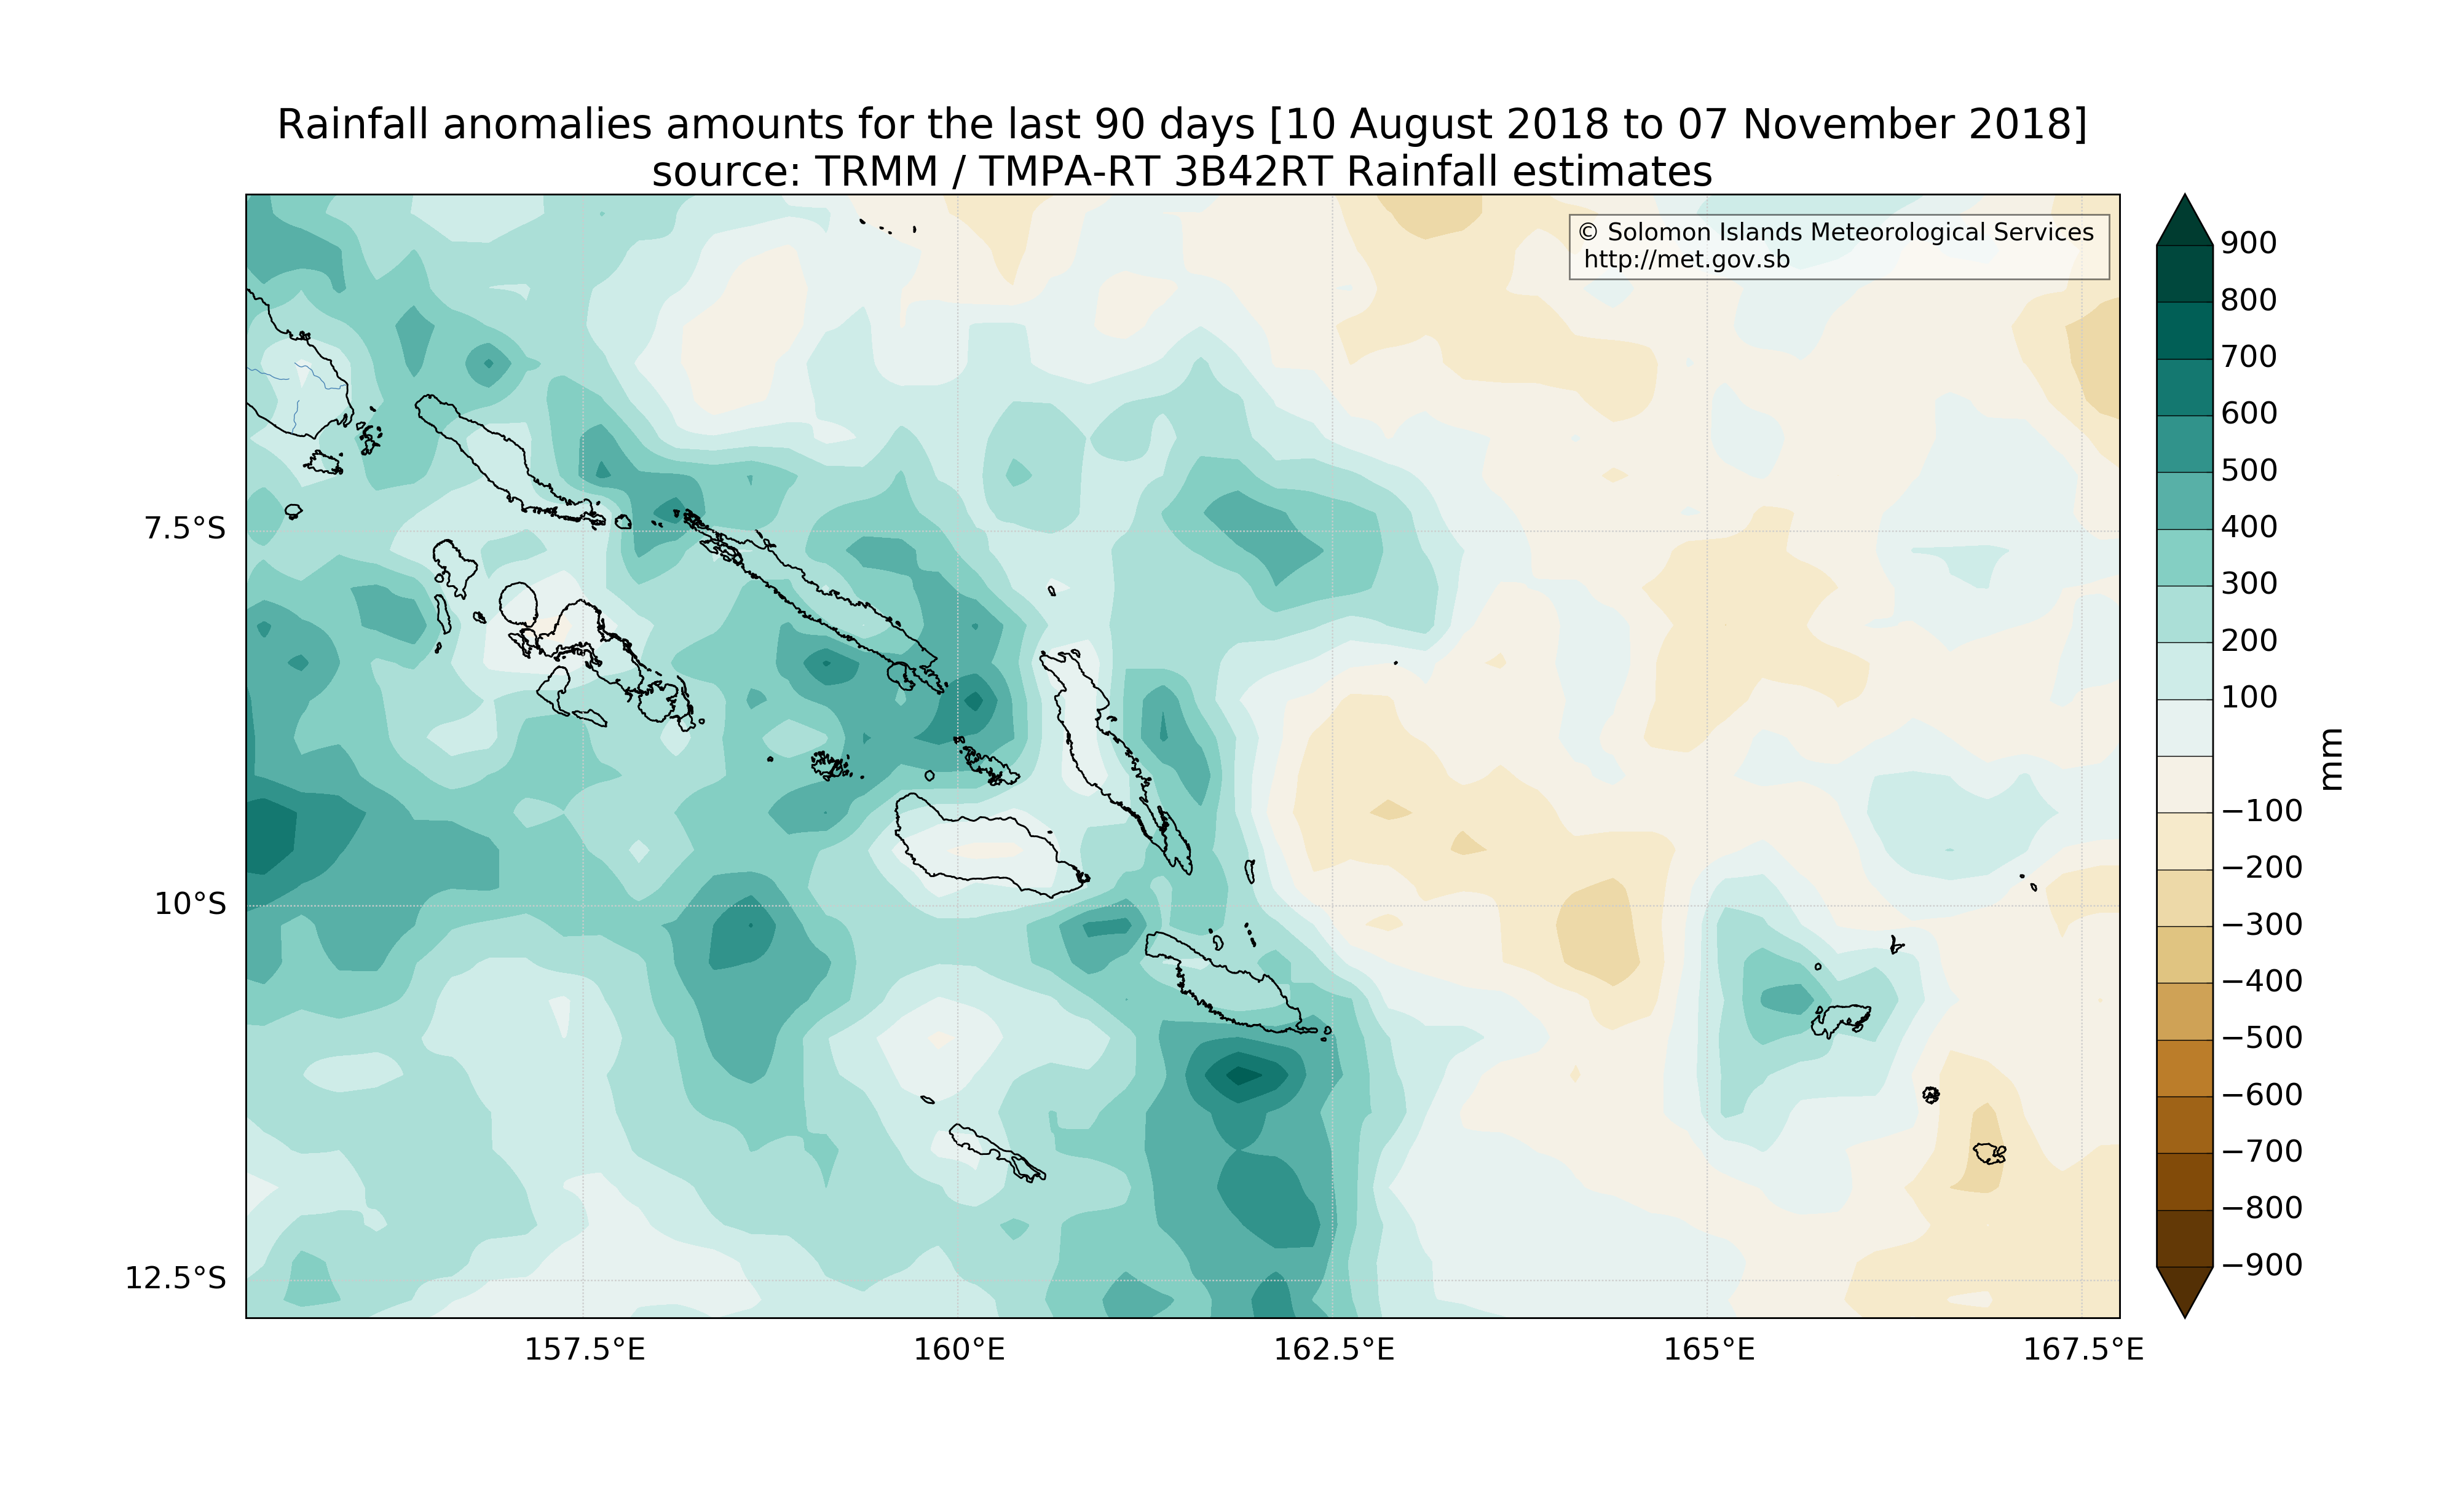 Rainfall anomalies amounts for the last 90 days [10 August 2018 to 07 November 2018]
source: TRMM / TMPA-RT 3B42RT Rainfall estimates
© Solomon Islands Meteorological Services
http://met.gov.sb
7.5°S
10°S
12.5°S
157.5°E
160°E
162.5°E
165°E
167.5°E
900
800
700
600
500
400
300
200
100
−100
−200
−300
−400
−500
−600
−700
−800
−900
mm